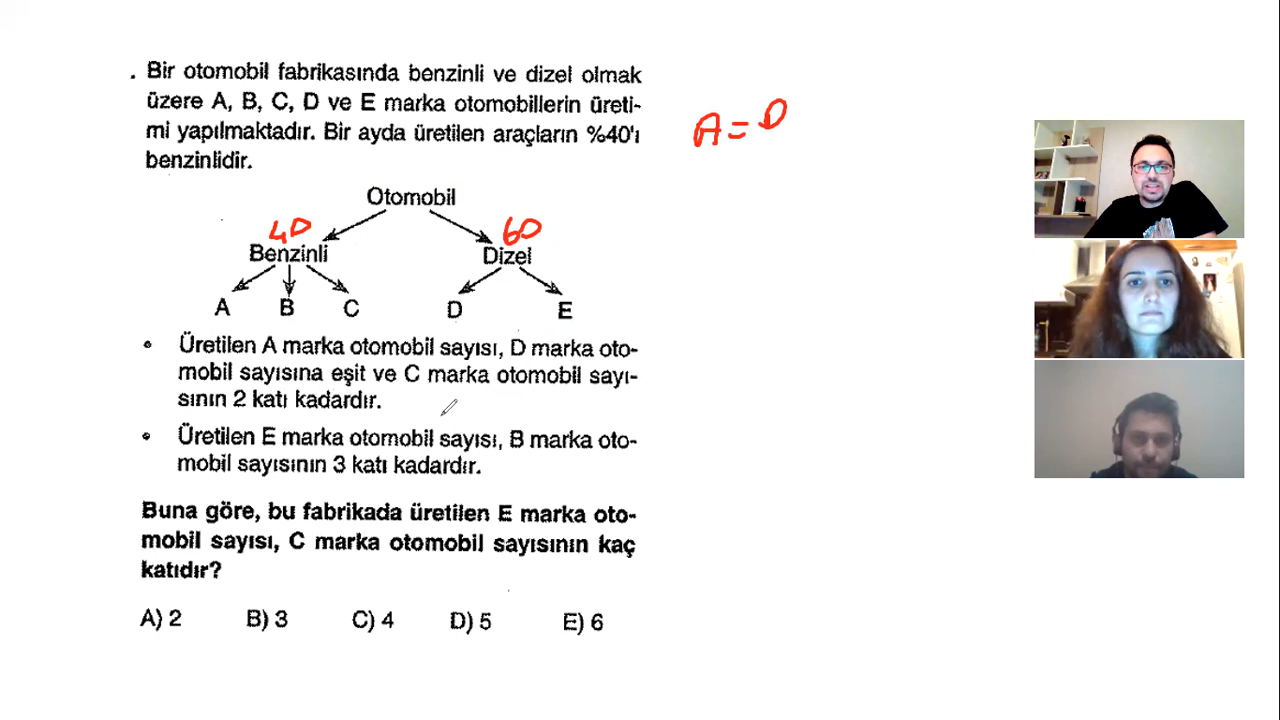 . Bir otomobil fabrikasında benzinli ve dizel olmak
üzere A, B, C, D ve E marka otomobillerin üreti-
mi yapılmaktadır. Bir ayda üretilen araçların %40'ı
benzinlidir.
A = D
Otomobil
40 60
Benzinli Dizel
A B C D E
• Üretilen A marka otomobil sayısı, D marka oto-
mobil sayısına eşit ve C marka otomobil sayı-
sının 2 katı kadardır.
• Üretilen E marka otomobil sayısı, B marka oto-
mobil sayısının 3 katı kadardır.
Buna göre, bu fabrikada üretilen E marka oto-
mobil sayısı, C marka otomobil sayısının kaç
katıdır?
A) 2 B) 3 C) 4 D) 5 E) 6